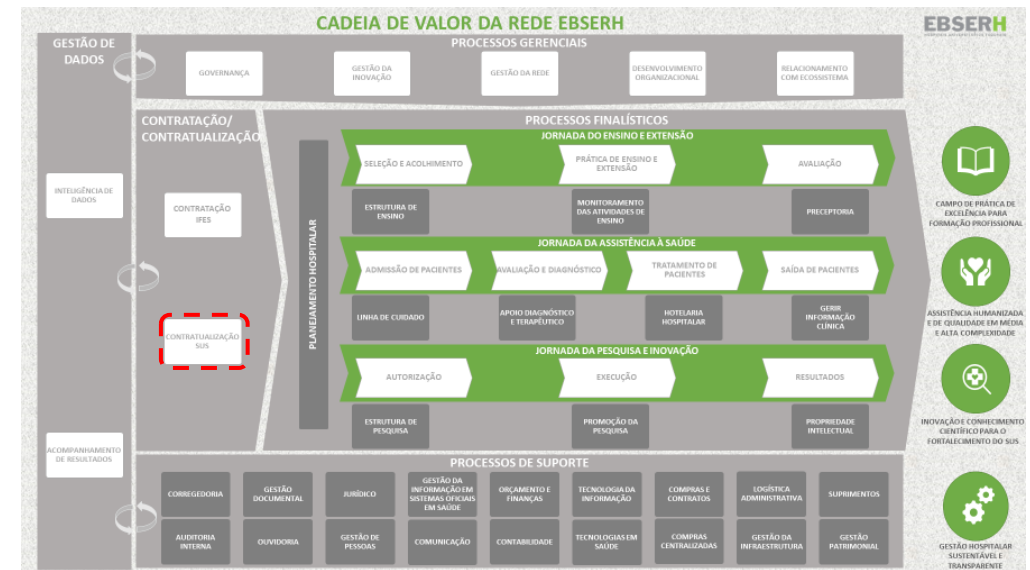 CADEIA DE VALOR DA REDE EBSERH
EBSERH
GESTÃO DE
DADOS
PROCESSOS GERENCIAIS
GOVERNANÇA
GESTÃO DA
INOVAÇÃO
GESTÃO DA REDE
DESENVOLVIMENTO
ORGANIZACIONAL
RELACIONAMENTO
COM ECOSSISTEMA
INTELIGÊNCIA DE
DADOS
ACOMPANHAMENTO
DE RESULTADOS
CONTRATAÇÃO/
CONTRATUALIZAÇÃO
CONTRATAÇÃO
IFES
CONTRATUALIZAÇÃO
SUS
PROCESSOS FINALÍSTICOS
PLANEJAMENTO HOSPITALAR
JORNADA DO ENSINO E EXTENSÃO
SELEÇÃO E ACOLHIMENTO
PRÁTICA DE ENSINO E
EXTENSÃO
AVALIAÇÃO
ESTRUTURA DE
ENSINO
MONITORAMENTO
DAS ATIVIDADES DE
ENSINO
PRECEPTORIA
JORNADA DA ASSISTÊNCIA À SAÚDE
ADMISSÃO DE PACIENTES
AVALIAÇÃO E DIAGNÓSTICO
TRATAMENTO DE
PACIENTES
SAÍDA DE PACIENTES
LINHA DE CUIDADO
APOIO DIAGNÓSTICO
E TERAPÊUTICO
HOTELARIA
HOSPITALAR
GERIR
INFORMAÇÃO
CLÍNICA
JORNADA DA PESQUISA E INOVAÇÃO
AUTORIZAÇÃO
EXECUÇÃO
RESULTADOS
ESTRUTURA DE
PESQUISA
PROMOÇÃO DA
PESQUISA
PROPRIEDADE
INTELECTUAL
PROCESSOS DE SUPORTE
CORREGEDORIA
GESTÃO
DOCUMENTAL
JURÍDICO
GESTÃO DA
INFORMAÇÃO EM
SISTEMAS OFICIAIS
EM SAÚDE
ORÇAMENTO E
FINANÇAS
TECNOLOGIA DA
INFORMAÇÃO
COMPRAS E
CONTRATOS
LOGÍSTICA
ADMINISTRATIVA
SUPRIMENTOS
AUDITORIA
INTERNA
OUVIDORIA
GESTÃO DE
PESSOAS
COMUNICAÇÃO
CONTABILIDADE
TECNOLOGIAS EM
SAÚDE
COMPRAS
CENTRALIZADAS
GESTÃO DA
INFRAESTRUTURA
GESTÃO
PATRIMONIAL
CAMPO DE PRÁTICA DE
EXCELÊNCIA PARA
FORMAÇÃO PROFISSIONAL
ASSISTÊNCIA HUMANIZADA
E DE QUALIDADE EM MÉDIA
E ALTA COMPLEXIDADE
INOVAÇÃO E CONHECIMENTO
CIENTÍFICO PARA O
FORTALECIMENTO DO SUS
GESTÃO HOSPITALAR
SUSTENTÁVEL E
TRANSPARENTE